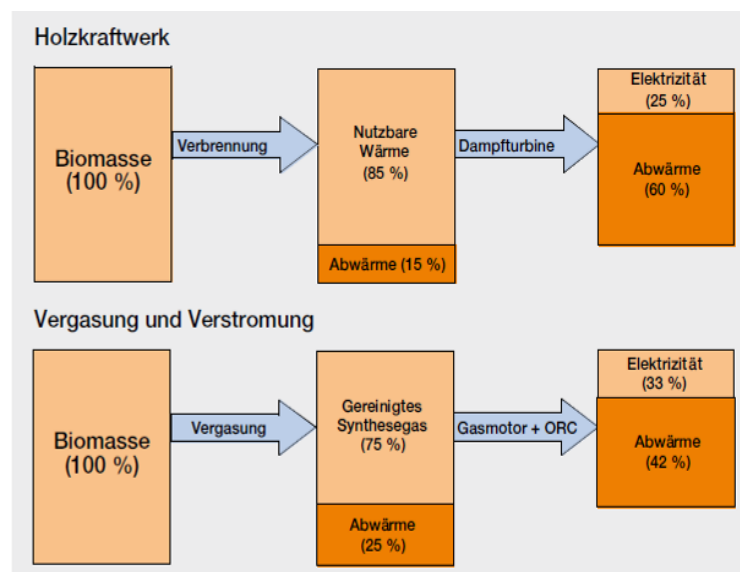 Holzkraftwerk
Biomasse
(100 %)
Verbrennung
Nutzbare
Wärme
(85 %)
Abwärme (15 %)
Dampfturbine
Elektrizität
(25 %)
Abwärme
(60 %)
Vergasung und Verstromung
Biomasse
(100 %)
Vergasung
Gereinigtes
Synthesegas
(75 %)
Abwärme
(25 %)
Gasmotor + ORC
Elektrizität
(33 %)
Abwärme
(42 %)